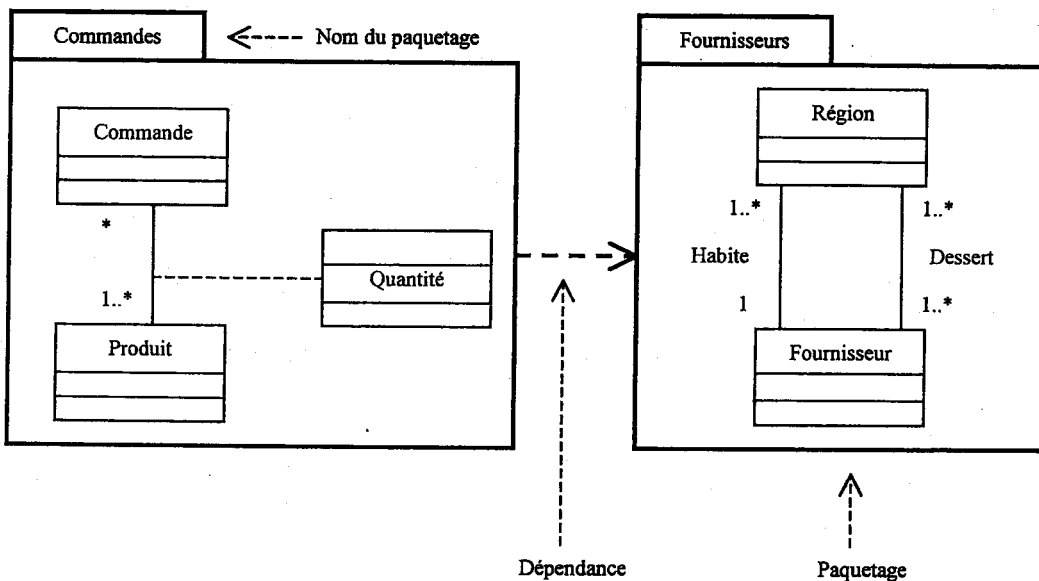 Commandes
Nom du paquetage
Fournisseurs
Commande
*
1..*
Produit
Quantité
Région
1..*
1..*
Habite
Dessert
1
1..*
Fournisseur
Dépendance
Paquetage